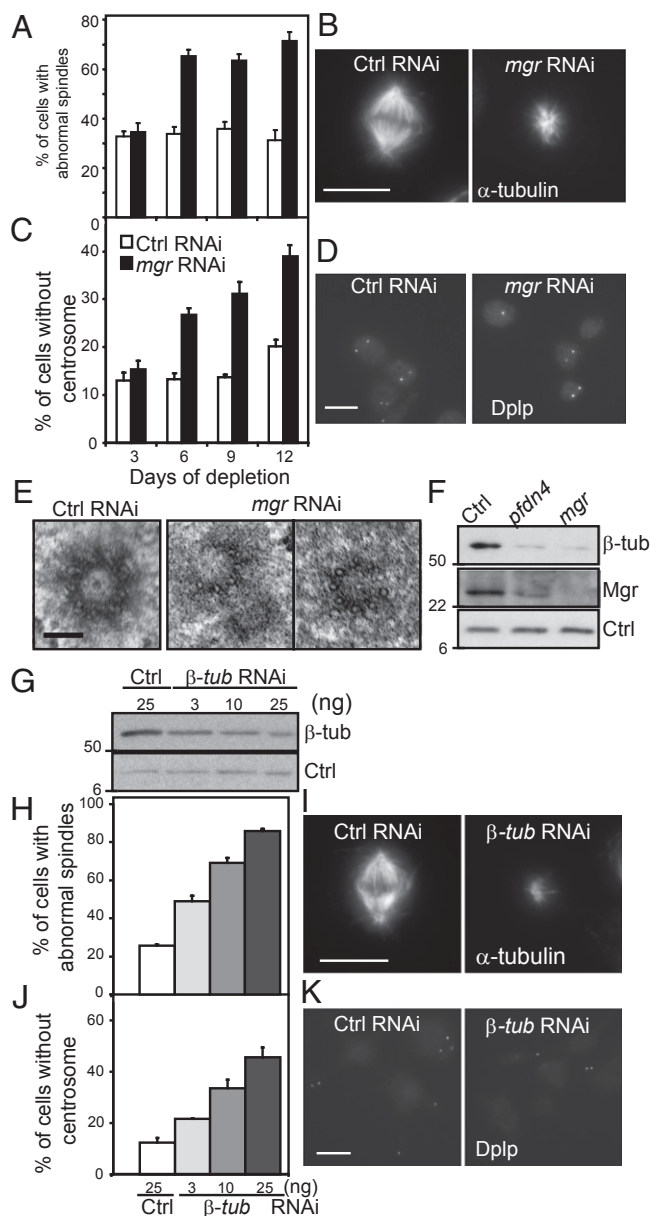 A
% of cells with
abnormal spindles
80
60
40
20
0
B
Ctrl RNAi
mgr RNAi
α-tubulin
C
Ctrl RNAi
mgr RNAi
% of cells without
centrosome
40
30
20
10
0
3 6 9 12
Days of depletion
D
Ctrl RNAi
mgr RNAi
Dplp
E
Ctrl RNAi
mgr RNAi
F
Ctrl
pfdn4
mgr
β-tub
50
Mgr
22
Ctrl
6
G
Ctrl β-tub RNAi
25 3 10 25 (ng)
β-tub
50
Ctrl
6
H
% of cells with
abnormal spindles
100
80
60
40
20
0
I
Ctrl RNAi
β-tub RNAi
α-tubulin
J
% of cells without
centrosome
60
40
20
0
25 3 10 25 (ng)
Ctrl β-tub RNAi
K
Ctrl RNAi
β-tub RNAi
Dplp